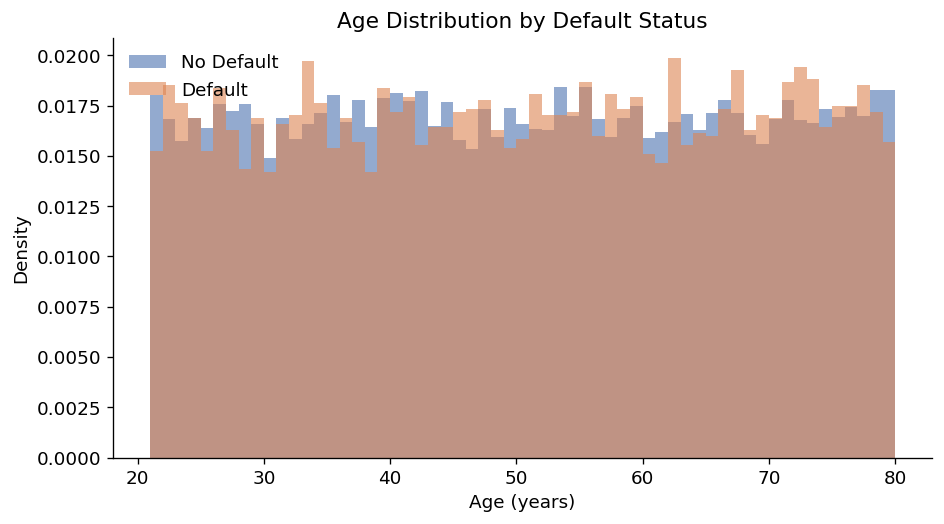 Age Distribution by Default Status
No Default
Default
Density
0.0200
0.0175
0.0150
0.0125
0.0100
0.0075
0.0050
0.0025
0.0000
20 30 40 50 60 70 80
Age (years)